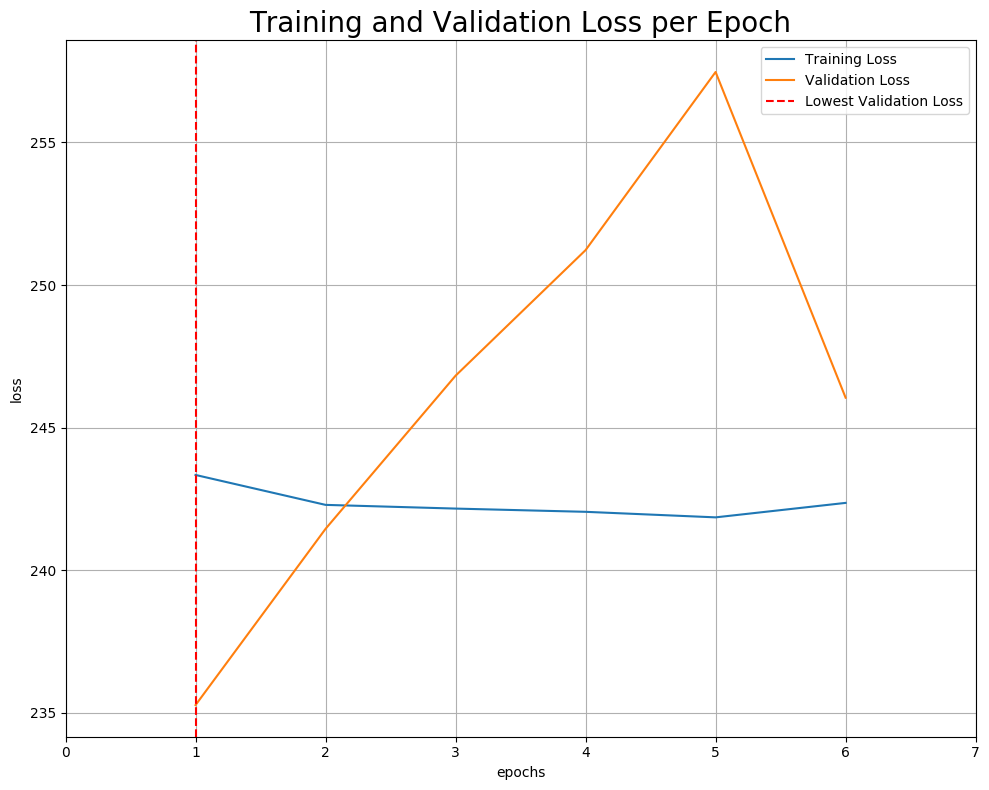 Training and Validation Loss per Epoch
Training Loss
Validation Loss
Lowest Validation Loss
255
250
245
240
235
loss
0 1 2 3 4 5 6 7
epochs